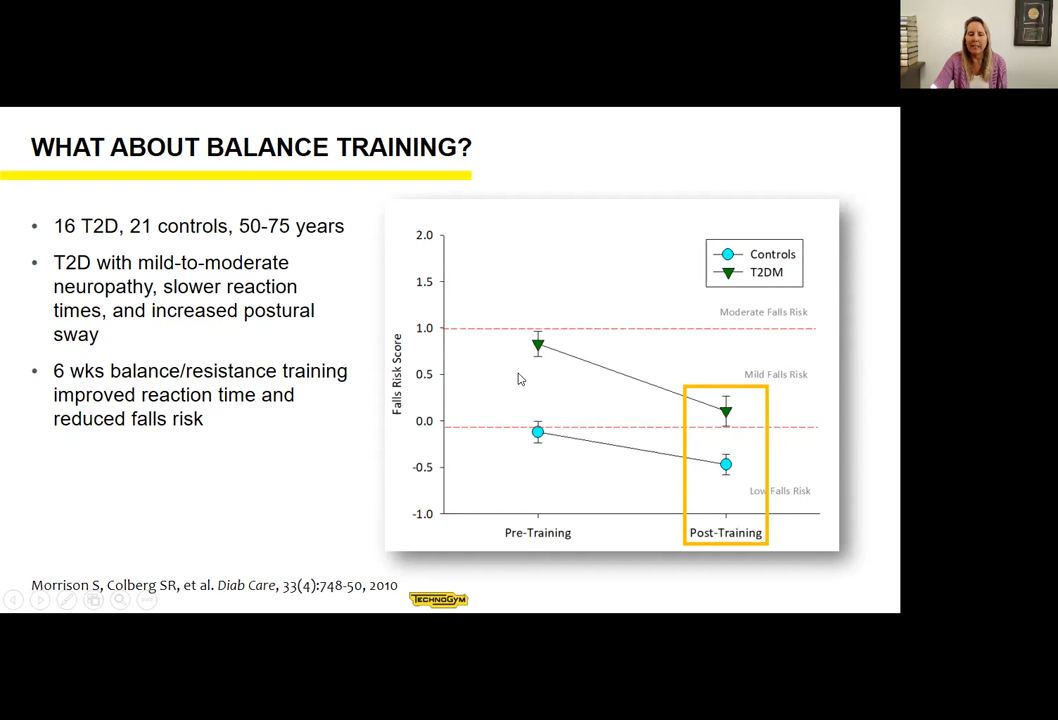 WHAT ABOUT BALANCE TRAINING?
• 16 T2D, 21 controls, 50-75 years
• T2D with mild-to-moderate
neuropathy, slower reaction
times, and increased postural
sway
• 6 wks balance/resistance training
improved reaction time and
reduced falls risk
Falls Risk Score
2.0
1.5
1.0
0.5
0.0
-0.5
-1.0
Controls
T2DM
Moderate Falls Risk
Mild Falls Risk
Low Falls Risk
Pre-Training
Post-Training
Morrison S, Colberg SR, et al. Diab Care, 33(4):748-50, 2010
TECHNOGYM